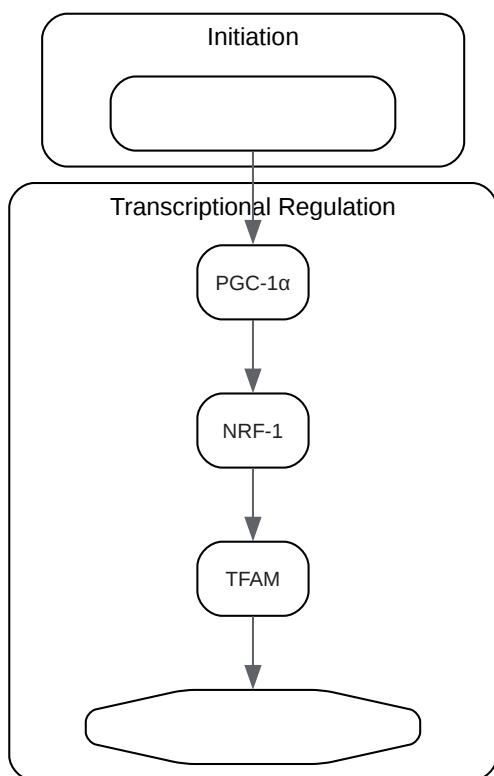 Initiation
Transcriptional Regulation
PGC-1α
NRF-1
TFAM